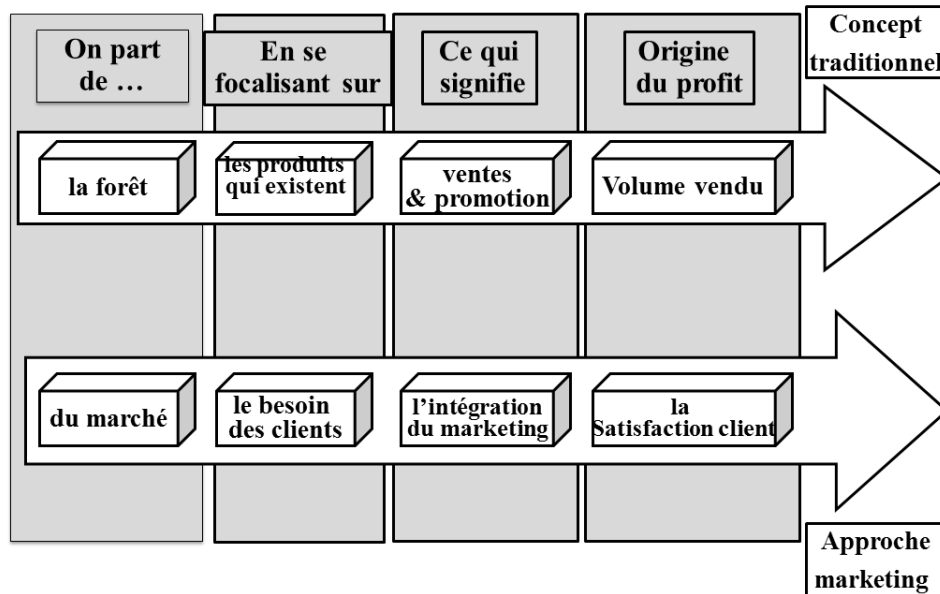 On part
de …
En se
focalisant sur
Ce qui
signifie
Origine
du profit
Concept
traditionnel
la forêt
les produits
qui existent
ventes
& promotion
Volume vendu
du marché
le besoin
des clients
l’intégration
du marketing
la
Satisfaction client
Approche
marketing